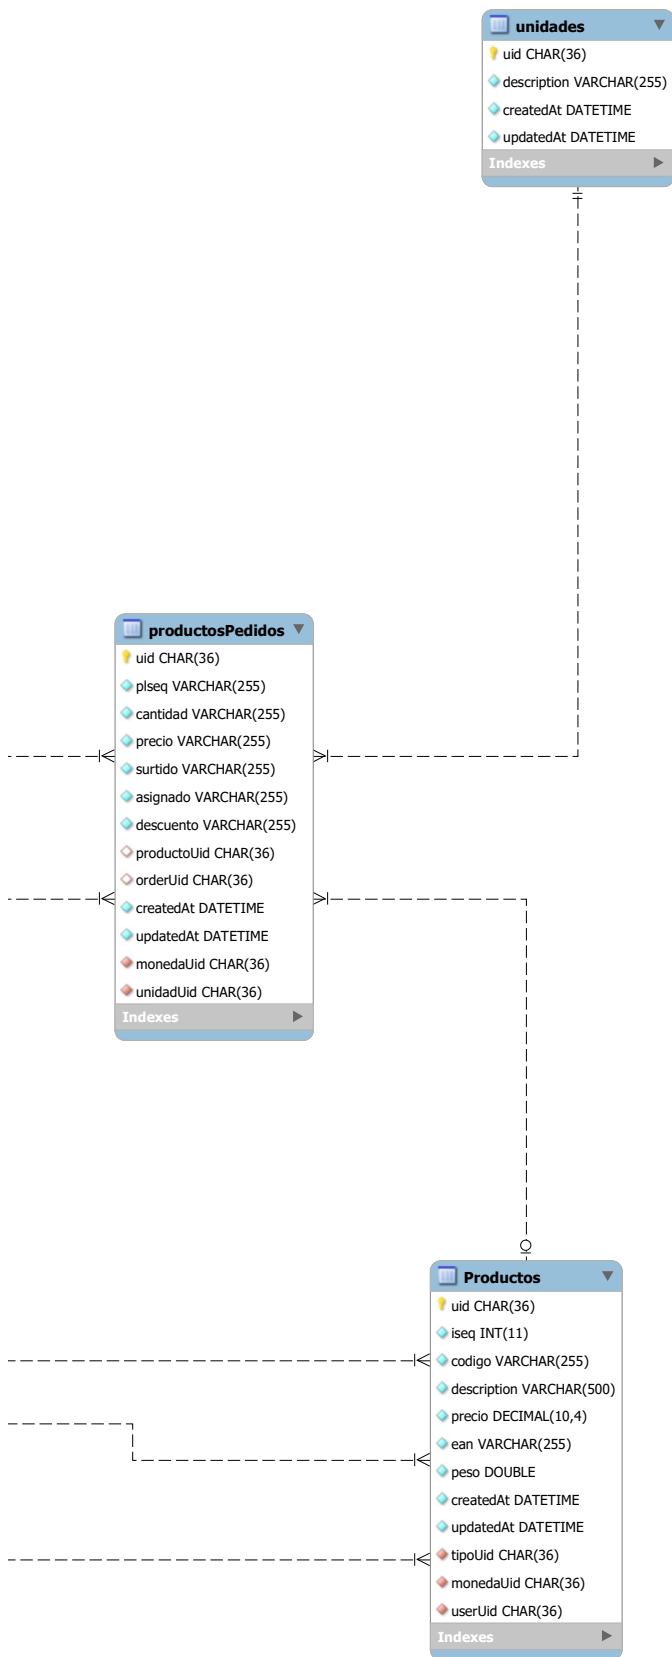 unidades
uid CHAR(36)
description VARCHAR(255)
createdAt DATETIME
updatedAt DATETIME
Indexes
productosPedidos
uid CHAR(36)
plseq VARCHAR(255)
cantidad VARCHAR(255)
precio VARCHAR(255)
surtido VARCHAR(255)
asignado VARCHAR(255)
descuento VARCHAR(255)
productoUid CHAR(36)
orderUid CHAR(36)
createdAt DATETIME
updatedAt DATETIME
monedaUid CHAR(36)
unidadUid CHAR(36)
Indexes
Productos
uid CHAR(36)
iseq INT(11)
codigo VARCHAR(255)
description VARCHAR(500)
precio DECIMAL(10,4)
ean VARCHAR(255)
peso DOUBLE
createdAt DATETIME
updatedAt DATETIME
tipoUid CHAR(36)
monedaUid CHAR(36)
userUid CHAR(36)
Indexes